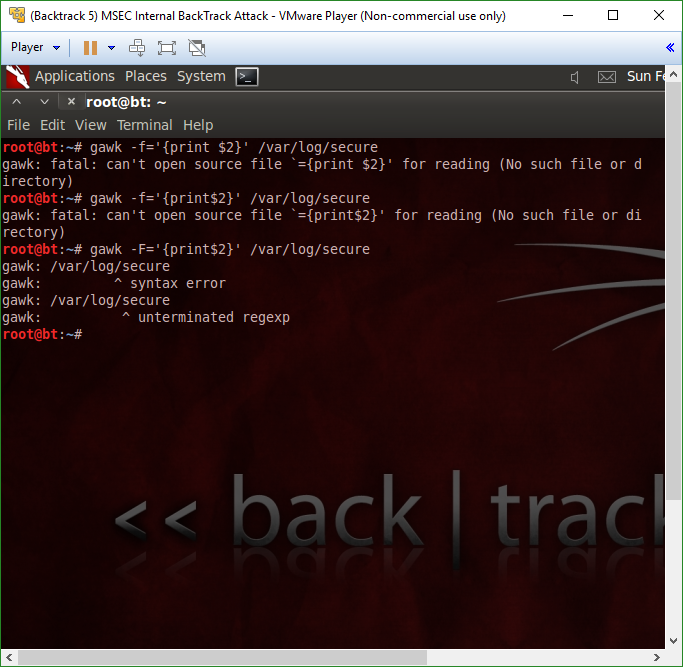 (Backtrack 5) MSEC Internal BackTrack Attack - VMware Player (Non-commercial use only)
Player
Applications Places System Sun Fe
root@bt: ~
File Edit View Terminal Help
root@bt:~# gawk -f='{print $2}' /var/log/secure
gawk: fatal: can't open source file `={print $2}' for reading (No such file or d
irectory)
root@bt:~# gawk -f='{print$2}' /var/log/secure
gawk: fatal: can't open source file `={print$2}' for reading (No such file or di
rectory)
root@bt:~# gawk -F='{print$2}' /var/log/secure
gawk: /var/log/secure
gawk:         ^ syntax error
gawk: /var/log/secure
gawk:          ^ unterminated regexp
root@bt:~#
<< back | track